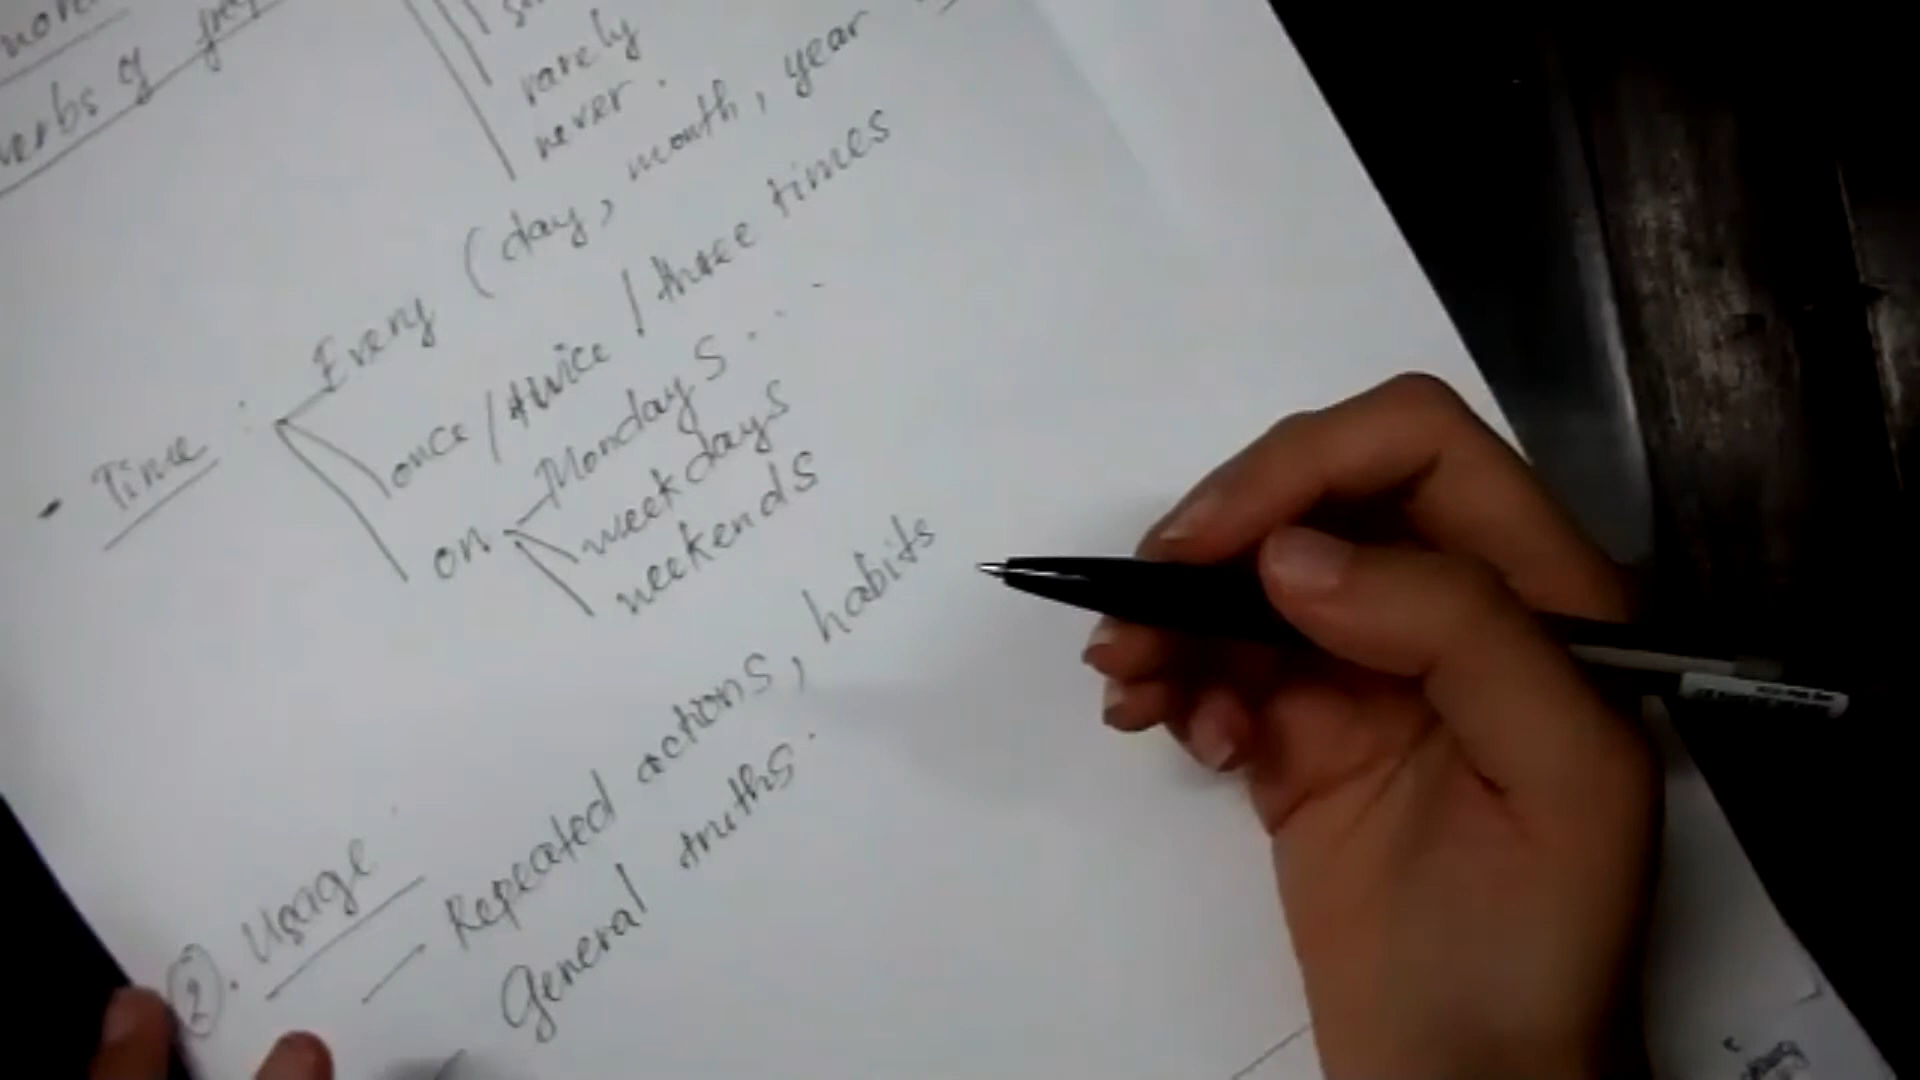 verbs of
rarely
never.
- Time : Every (day, month, year
once / twice / three times
on Mondays ...
weekdays
weekends
②. Usage
— Repeated actions, habits
General truths.